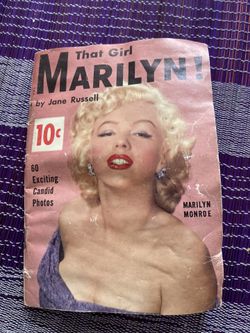 That Girl
MARILYN!
by Jane Russell
10¢
60
Exciting
Candid
Photos
MARILYN
MONROE